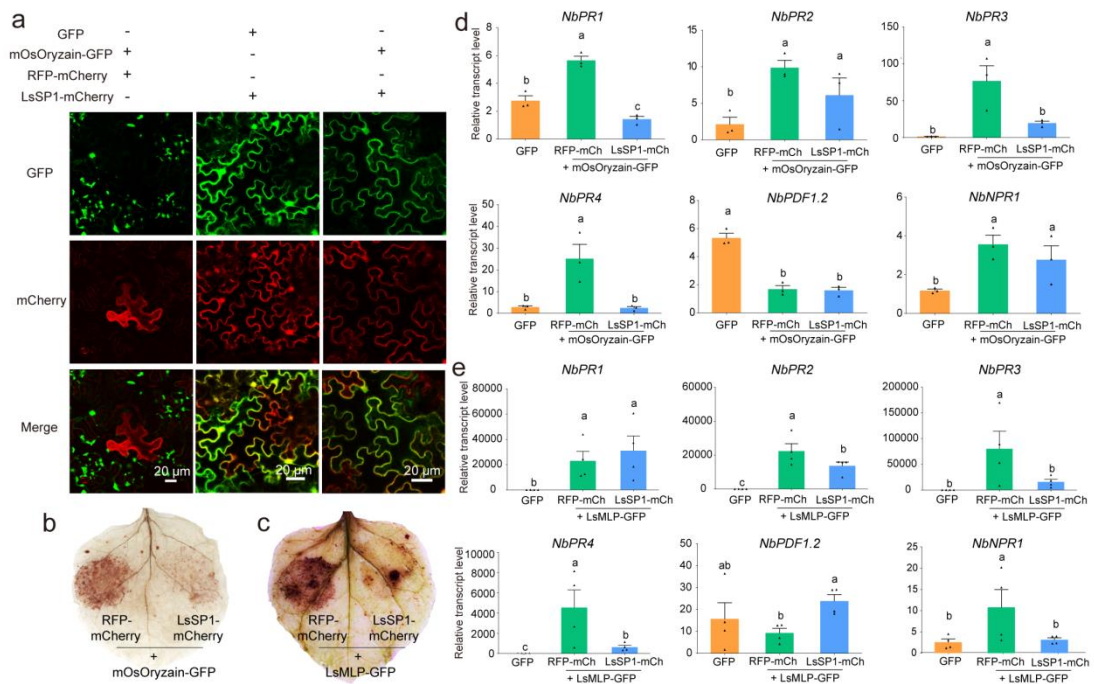 a
GFP - + -
mOsOryzain-GFP + - +
RFP-mCherry + - -
LsSP1-mCherry - + +
GFP
mCherry
Merge
20 μm 20 μm 20 μm
b
RFP-mCherry LsSP1-mCherry
+
mOsOryzain-GFP
c
RFP-mCherry LsSP1-mCherry
+
LsMLP-GFP
d
NbPR1
Relative transcript level
8
6
4
2
0
b a c
GFP RFP-mCh LsSP1-mCh
+ mOsOryzain-GFP
NbPR2
15
10
5
0
b a a
GFP RFP-mCh LsSP1-mCh
+ mOsOryzain-GFP
NbPR3
150
100
50
0
b a b
GFP RFP-mCh LsSP1-mCh
+ mOsOryzain-GFP
NbPR4
Relative transcript level
50
40
30
20
10
0
b a b
GFP RFP-mCh LsSP1-mCh
+ mOsOryzain-GFP
NbPDF1.2
6
4
2
0
a b b
GFP RFP-mCh LsSP1-mCh
+ mOsOryzain-GFP
NbNPR1
6
4
2
0
b a a
GFP RFP-mCh LsSP1-mCh
+ mOsOryzain-GFP
e
NbPR1
Relative transcript level
80000
60000
40000
20000
0
b a a
GFP RFP-mCh LsSP1-mCh
+ LsMLP-GFP
NbPR2
60000
40000
20000
0
c a b
GFP RFP-mCh LsSP1-mCh
+ LsMLP-GFP
NbPR3
200000
150000
100000
50000
0
b a b
GFP RFP-mCh LsSP1-mCh
+ LsMLP-GFP
NbPR4
Relative transcript level
10000
8000
6000
4000
2000
0
c a b
GFP RFP-mCh LsSP1-mCh
+ LsMLP-GFP
NbPDF1.2
50
40
30
20
10
0
ab b a
GFP RFP-mCh LsSP1-mCh
+ LsMLP-GFP
NbNPR1
25
20
15
10
5
0
b a b
GFP RFP-mCh LsSP1-mCh
+ LsMLP-GFP